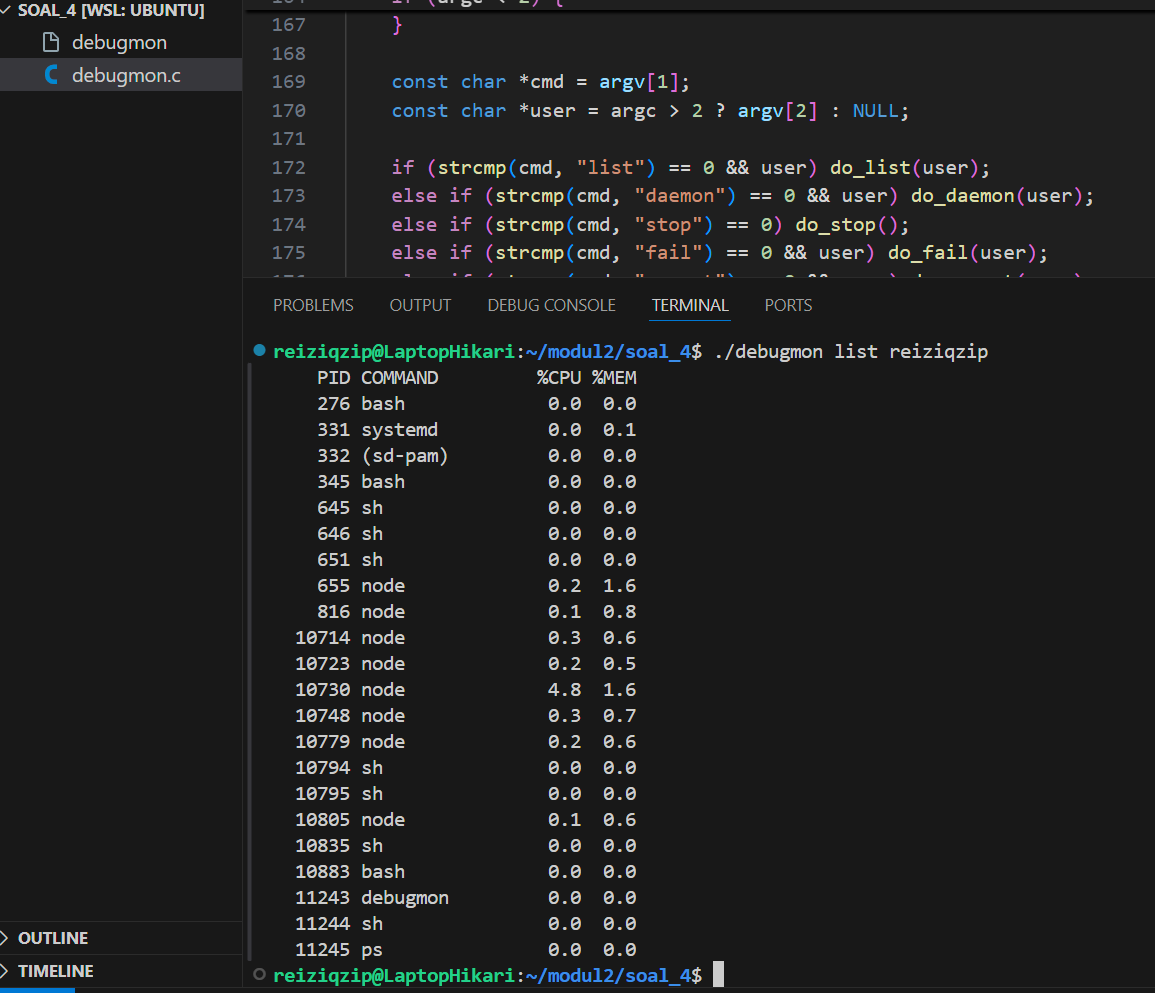 SOAL_4 [WSL: UBUNTU]
debugmon
debugmon.c
167 }
168
169 const char *cmd = argv[1];
170 const char *user = argc > 2 ? argv[2] : NULL;
171
172 if (strcmp(cmd, "list") == 0 && user) do_list(user);
173 else if (strcmp(cmd, "daemon") == 0 && user) do_daemon(user);
174 else if (strcmp(cmd, "stop") == 0) do_stop();
175 else if (strcmp(cmd, "fail") == 0 && user) do_fail(user);
PROBLEMS OUTPUT DEBUG CONSOLE TERMINAL PORTS
reiziqzip@LaptopHikari:~/modul2/soal_4$ ./debugmon list reiziqzip
PID COMMAND %CPU %MEM
276 bash 0.0 0.0
331 systemd 0.0 0.1
332 (sd-pam) 0.0 0.0
345 bash 0.0 0.0
645 sh 0.0 0.0
646 sh 0.0 0.0
651 sh 0.0 0.0
655 node 0.2 1.6
816 node 0.1 0.8
10714 node 0.3 0.6
10723 node 0.2 0.5
10730 node 4.8 1.6
10748 node 0.3 0.7
10779 node 0.2 0.6
10794 sh 0.0 0.0
10795 sh 0.0 0.0
10805 node 0.1 0.6
10835 sh 0.0 0.0
10883 bash 0.0 0.0
11243 debugmon 0.0 0.0
11244 sh 0.0 0.0
11245 ps 0.0 0.0
reiziqzip@LaptopHikari:~/modul2/soal_4$
OUTLINE
TIMELINE